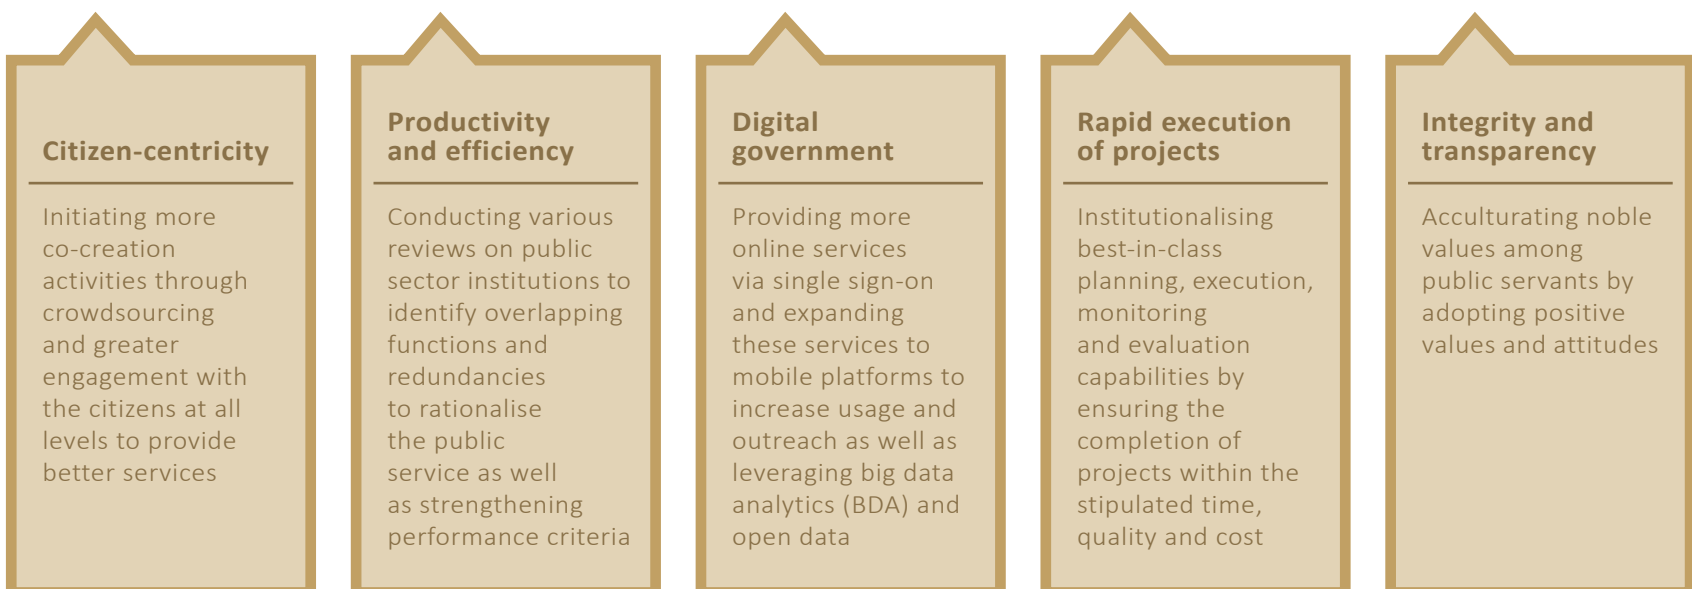 Citizen-centricity
Initiating more
co-creation
activities through
crowdsourcing
and greater
engagement with
the citizens at all
levels to provide
better services
Productivity
and efficiency
Conducting various
reviews on public
sector institutions to
identify overlapping
functions and
redundancies
to rationalise
the public
service as well
as strengthening
performance criteria
Digital
government
Providing more
online services
via single sign-on
and expanding
these services to
mobile platforms to
increase usage and
outreach as well as
leveraging big data
analytics (BDA) and
open data
Rapid execution
of projects
Institutionalising
best-in-class
planning, execution,
monitoring
and evaluation
capabilities by
ensuring the
completion of
projects within the
stipulated time,
quality and cost
Integrity and
transparency
Acculturating noble
values among
public servants by
adopting positive
values and attitudes